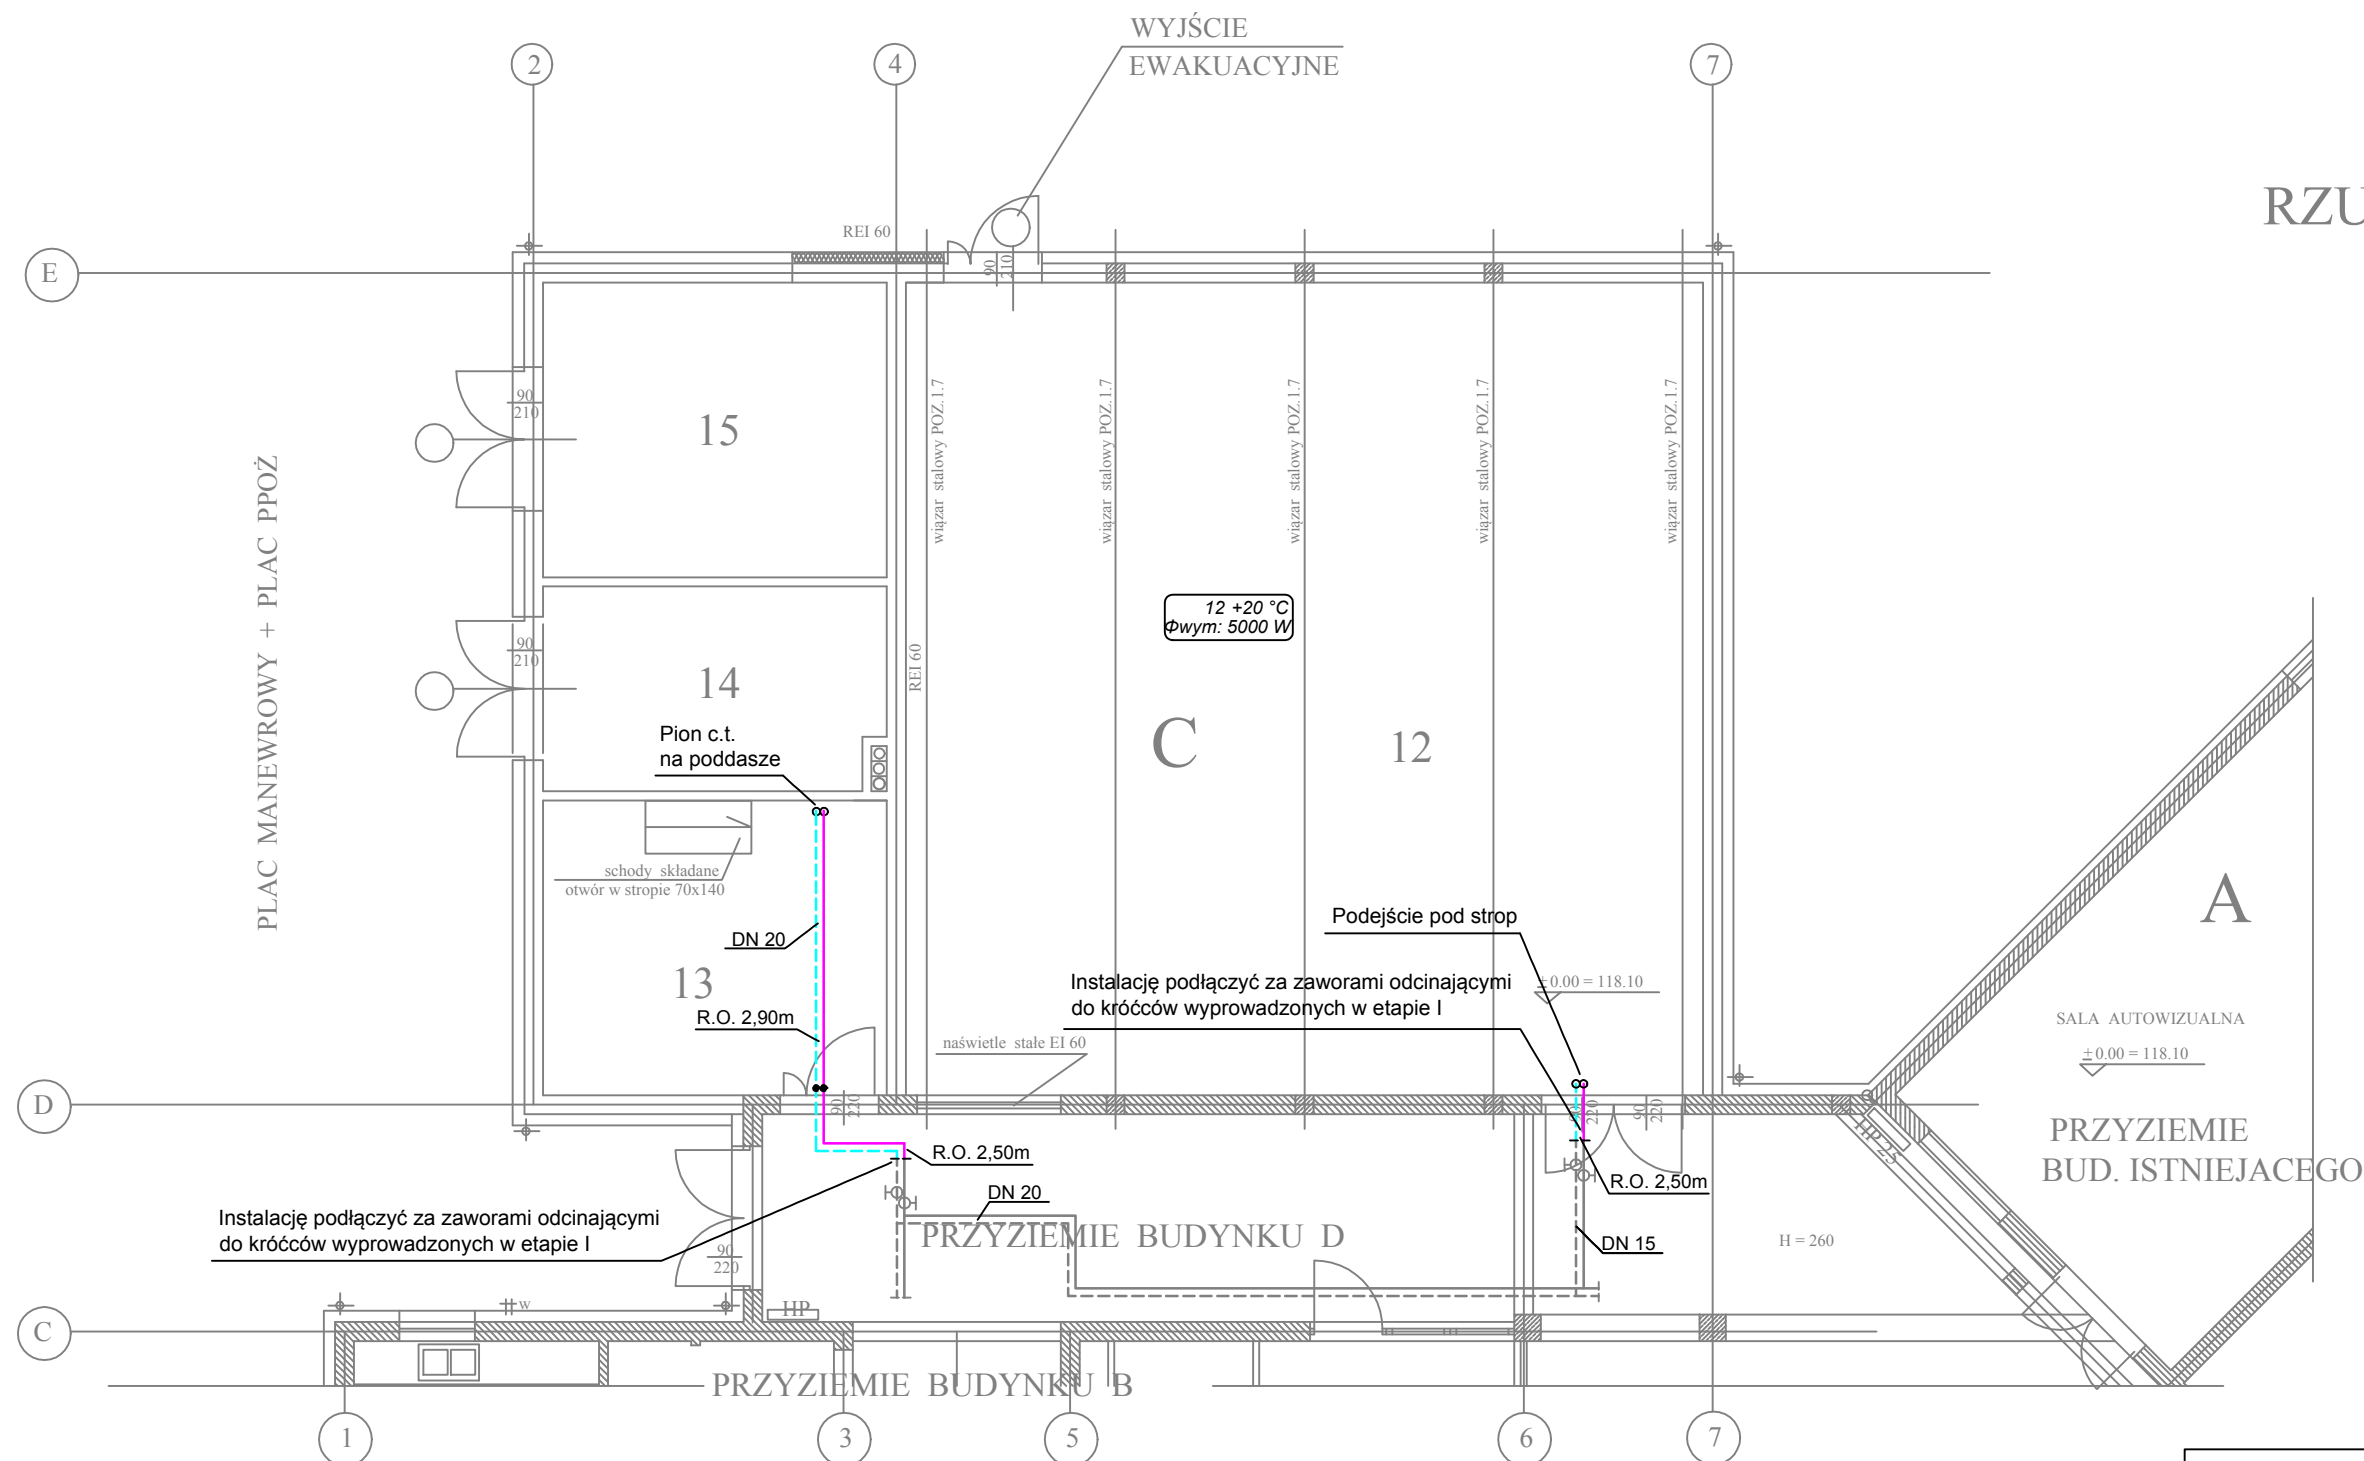 WYJŚCIE
EWAKUACYJNE
2
4
7
RZU
REI 60
E
90
210
90
210
wiązar stalowy POZ.1.7
wiązar stalowy POZ.1.7
wiązar stalowy POZ.1.7
wiązar stalowy POZ.1.7
wiązar stalowy POZ.1.7
15
PLAC MANEWROWY + PLAC PPOŻ
12 +20 °C
Φwym: 5000 W
90
210
REI 60
14
Pion c.t.
na poddasze
C
12
schody składane
otwór w stropie 70x140
A
DN 20
Podejście pod strop
13
Instalację podłączyć za zaworami odcinającymi
do króćców wyprowadzonych w etapie I
±0.00 = 118.10
R.O. 2,90m
SALA AUTOWIZUALNA
±0.00 = 118.10
naświetle stałe EI 60
D
90
220
220
90
220
HP 25
PRZYZIEMIE
BUD. ISTNIEJACEGO
R.O. 2,50m
DN 20
R.O. 2,50m
Instalację podłączyć za zaworami odcinającymi
do króćców wyprowadzonych w etapie I
PRZYZIEMIE BUDYNKU D
DN 15
H = 260
90
220
w
HP
C
PRZYZIEMIE BUDYNKU B
1
3
5
6
7